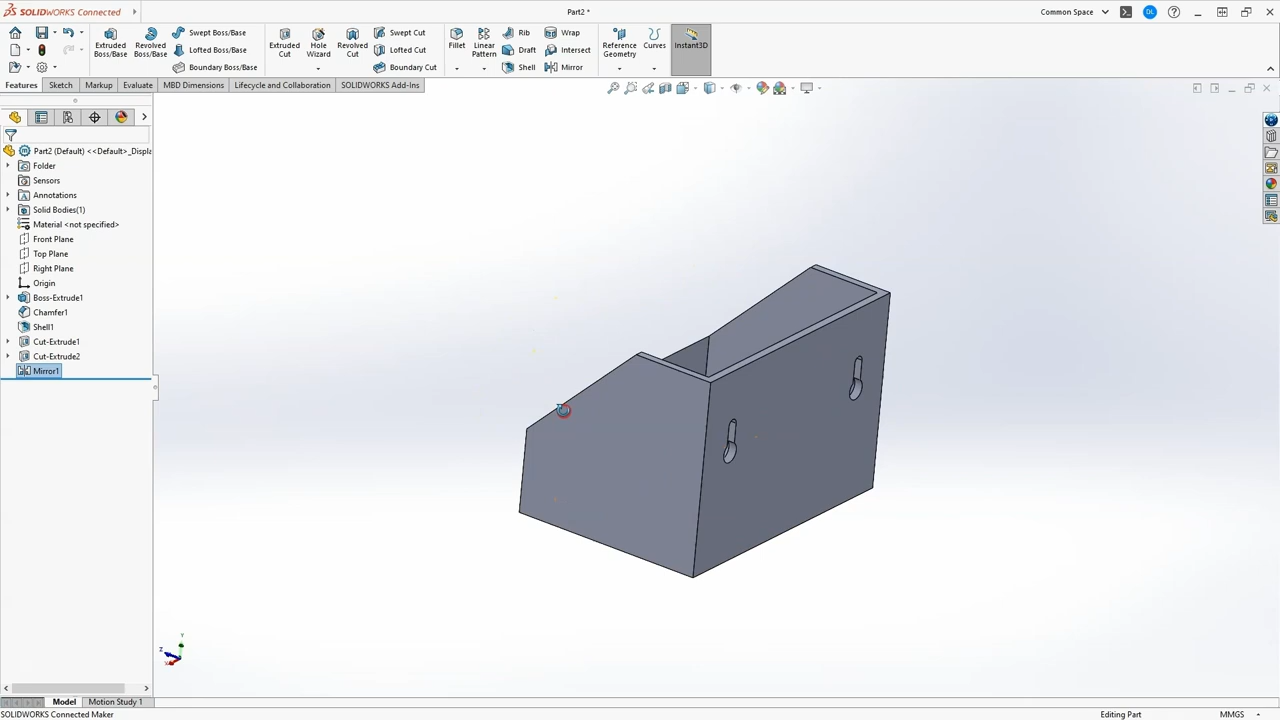 SOLIDWORKS Connected
Part2 *
Common Space
DL
Extruded Boss/Base
Revolved Boss/Base
Swept Boss/Base
Lofted Boss/Base
Boundary Boss/Base
Extruded Cut
Hole Wizard
Revolved Cut
Swept Cut
Lofted Cut
Boundary Cut
Fillet
Linear Pattern
Rib
Draft
Shell
Wrap
Intersect
Mirror
Reference Geometry
Curves
Instant3D
Features
Sketch
Markup
Evaluate
MBD Dimensions
Lifecycle and Collaboration
SOLIDWORKS Add-Ins
Part2 (Default) <<Default>_Displa
Folder
Sensors
Annotations
Solid Bodies(1)
Material <not specified>
Front Plane
Top Plane
Right Plane
Origin
Boss-Extrude1
Chamfer1
Shell1
Cut-Extrude1
Cut-Extrude2
Mirror1
Y
Z
X
Model
Motion Study 1
SOLIDWORKS Connected Maker
Editing Part
MMGS